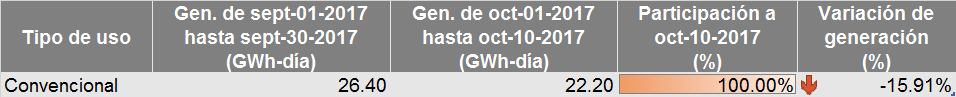 Tipo de uso
Gen. de sept-01-2017
hasta sept-30-2017
(GWh-día)
Gen. de oct-01-2017
hasta oct-10-2017
(GWh-día)
Participación a
oct-10-2017
(%)
Variación de
generación
(%)
Convencional 26.40 22.20 100.00% -15.91%